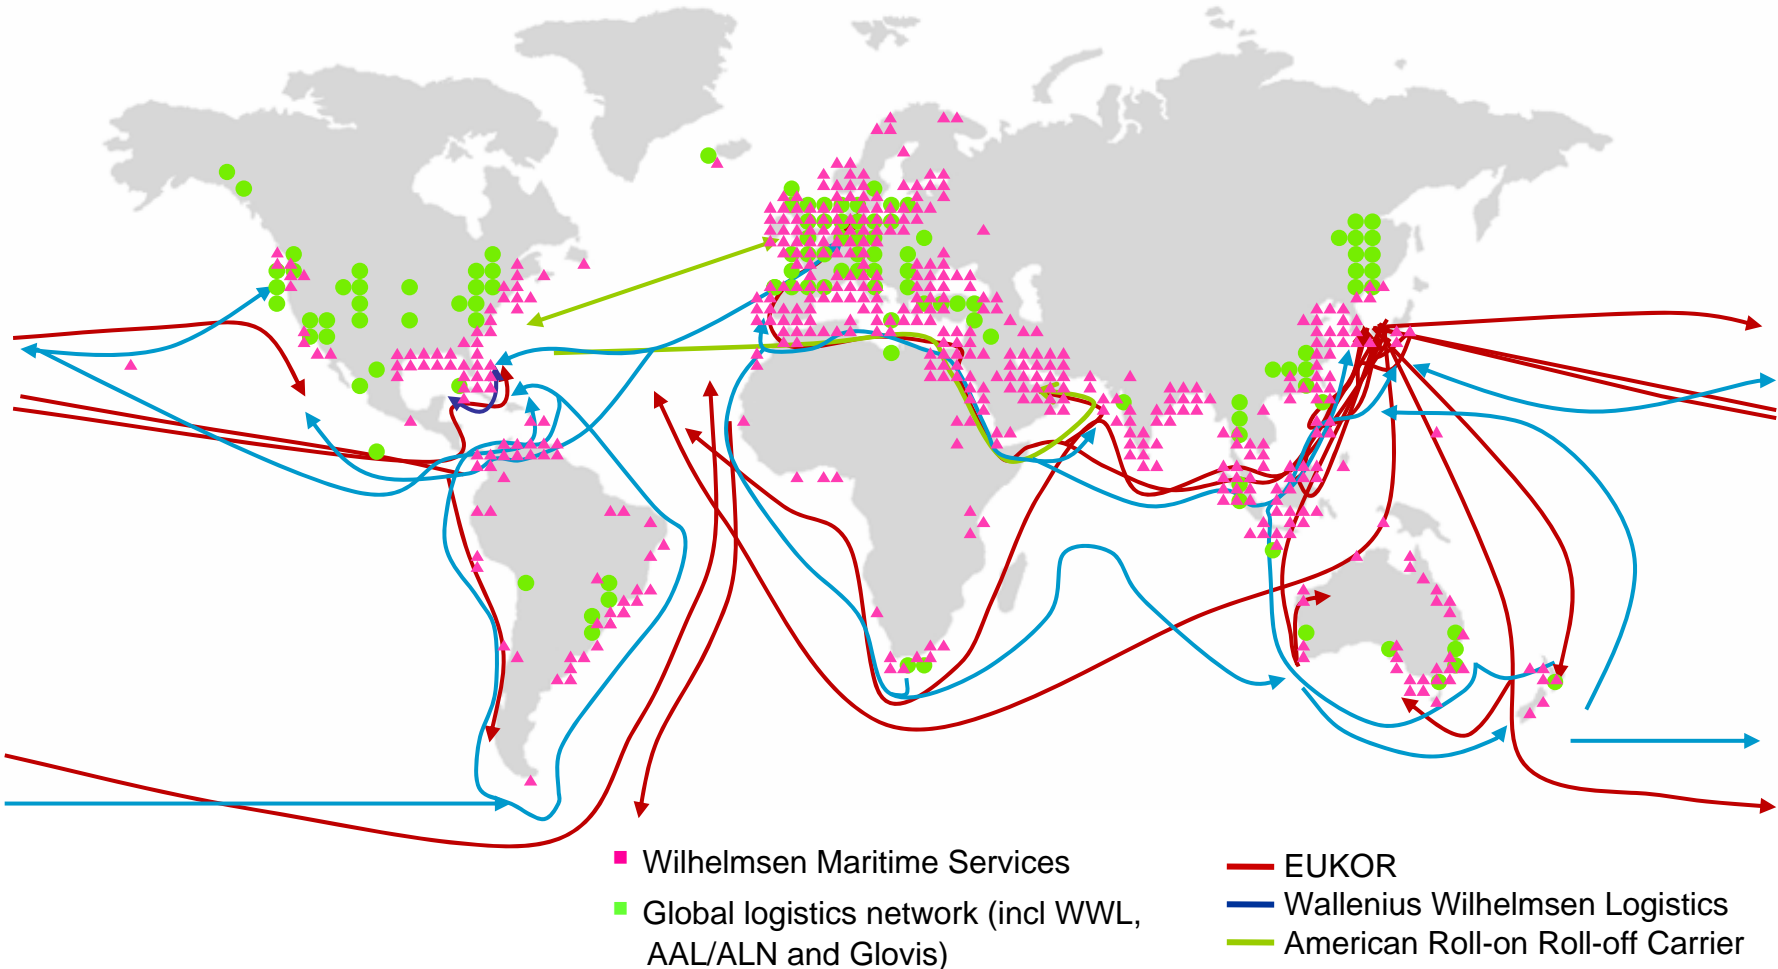 Wilhelmsen Maritime Services
Global logistics network (incl WWL,
AAL/ALN and Glovis)
EUKOR
Wallenius Wilhelmsen Logistics
American Roll-on Roll-off Carrier